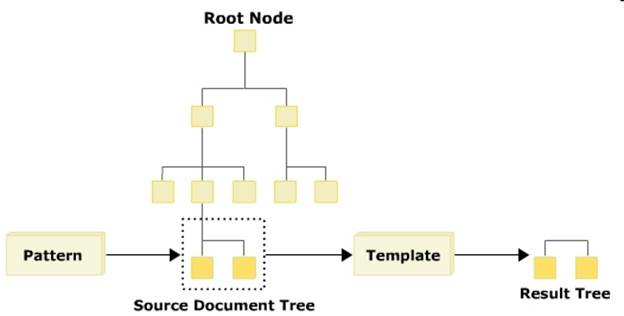 Root Node
Pattern
Template
Source Document Tree
Result Tree